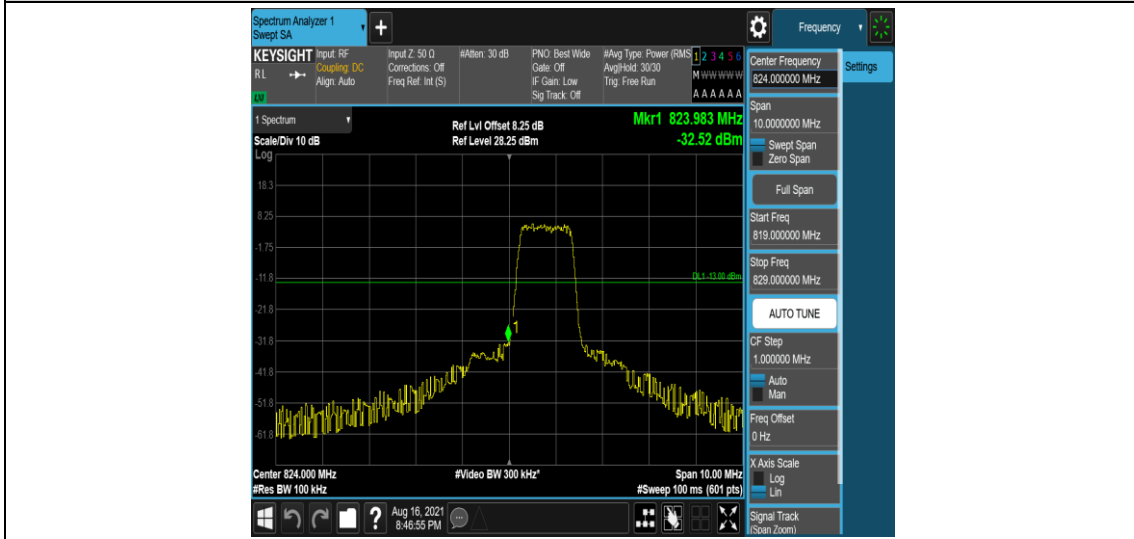 Spectrum Analyzer 1
Swept SA
+
Frequency
KEYSIGHT
RL
Input: RF
Coupling: DC
Align: Auto
Input Z: 50 Ω
Corrections: Off
Freq Ref: Int (S)
#Atten: 30 dB
PNO: Best Wide
Gate: Off
IF Gain: Low
Sig Track: Off
#Avg Type: Power (RMS
Avg|Hold: 30/30
Trig: Free Run
1 2 3 4 5 6
M W W W W W
A A A A A A
1 Spectrum
Scale/Div 10 dB
Ref Lvl Offset 8.25 dB
Ref Level 28.25 dBm
Mkr1 823.983 MHz
-32.52 dBm
Log
18.3
8.25
-1.75
-11.8
-21.8
-31.8
-41.8
-51.8
-61.8
DL1 -13.00 dBm
1
Center 824.000 MHz
#Res BW 100 kHz
#Video BW 300 kHz*
Span 10.00 MHz
#Sweep 100 ms (601 pts)
?
Aug 16, 2021
8:46:55 PM
Center Frequency
824.000000 MHz
Settings
Span
10.0000000 MHz
Swept Span
Zero Span
Full Span
Start Freq
819.000000 MHz
Stop Freq
829.000000 MHz
AUTO TUNE
CF Step
1.000000 MHz
Auto
Man
Freq Offset
0 Hz
X Axis Scale
Log
Lin
Signal Track
(Span Zoom)